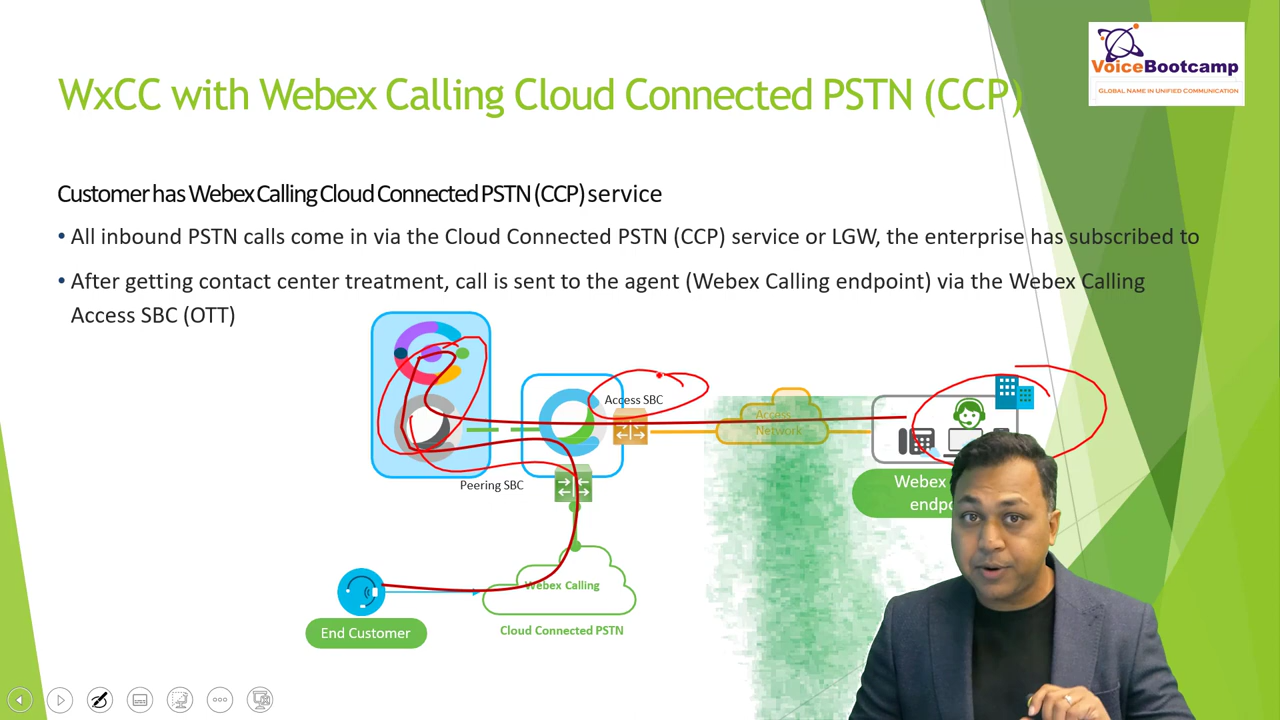 WxCC with Webex Calling Cloud Connected PSTN (CCP)
VoiceBootcamp
GLOBAL NAME IN UNIFIED COMMUNICATION
Customer has Webex Calling Cloud Connected PSTN (CCP) service
• All inbound PSTN calls come in via the Cloud Connected PSTN (CCP) service or LGW, the enterprise has subscribed to
• After getting contact center treatment, call is sent to the agent (Webex Calling endpoint) via the Webex Calling
Access SBC (OTT)
Access SBC
Access
Network
Peering SBC
Webex
Webex Calling
End Customer
Cloud Connected PSTN